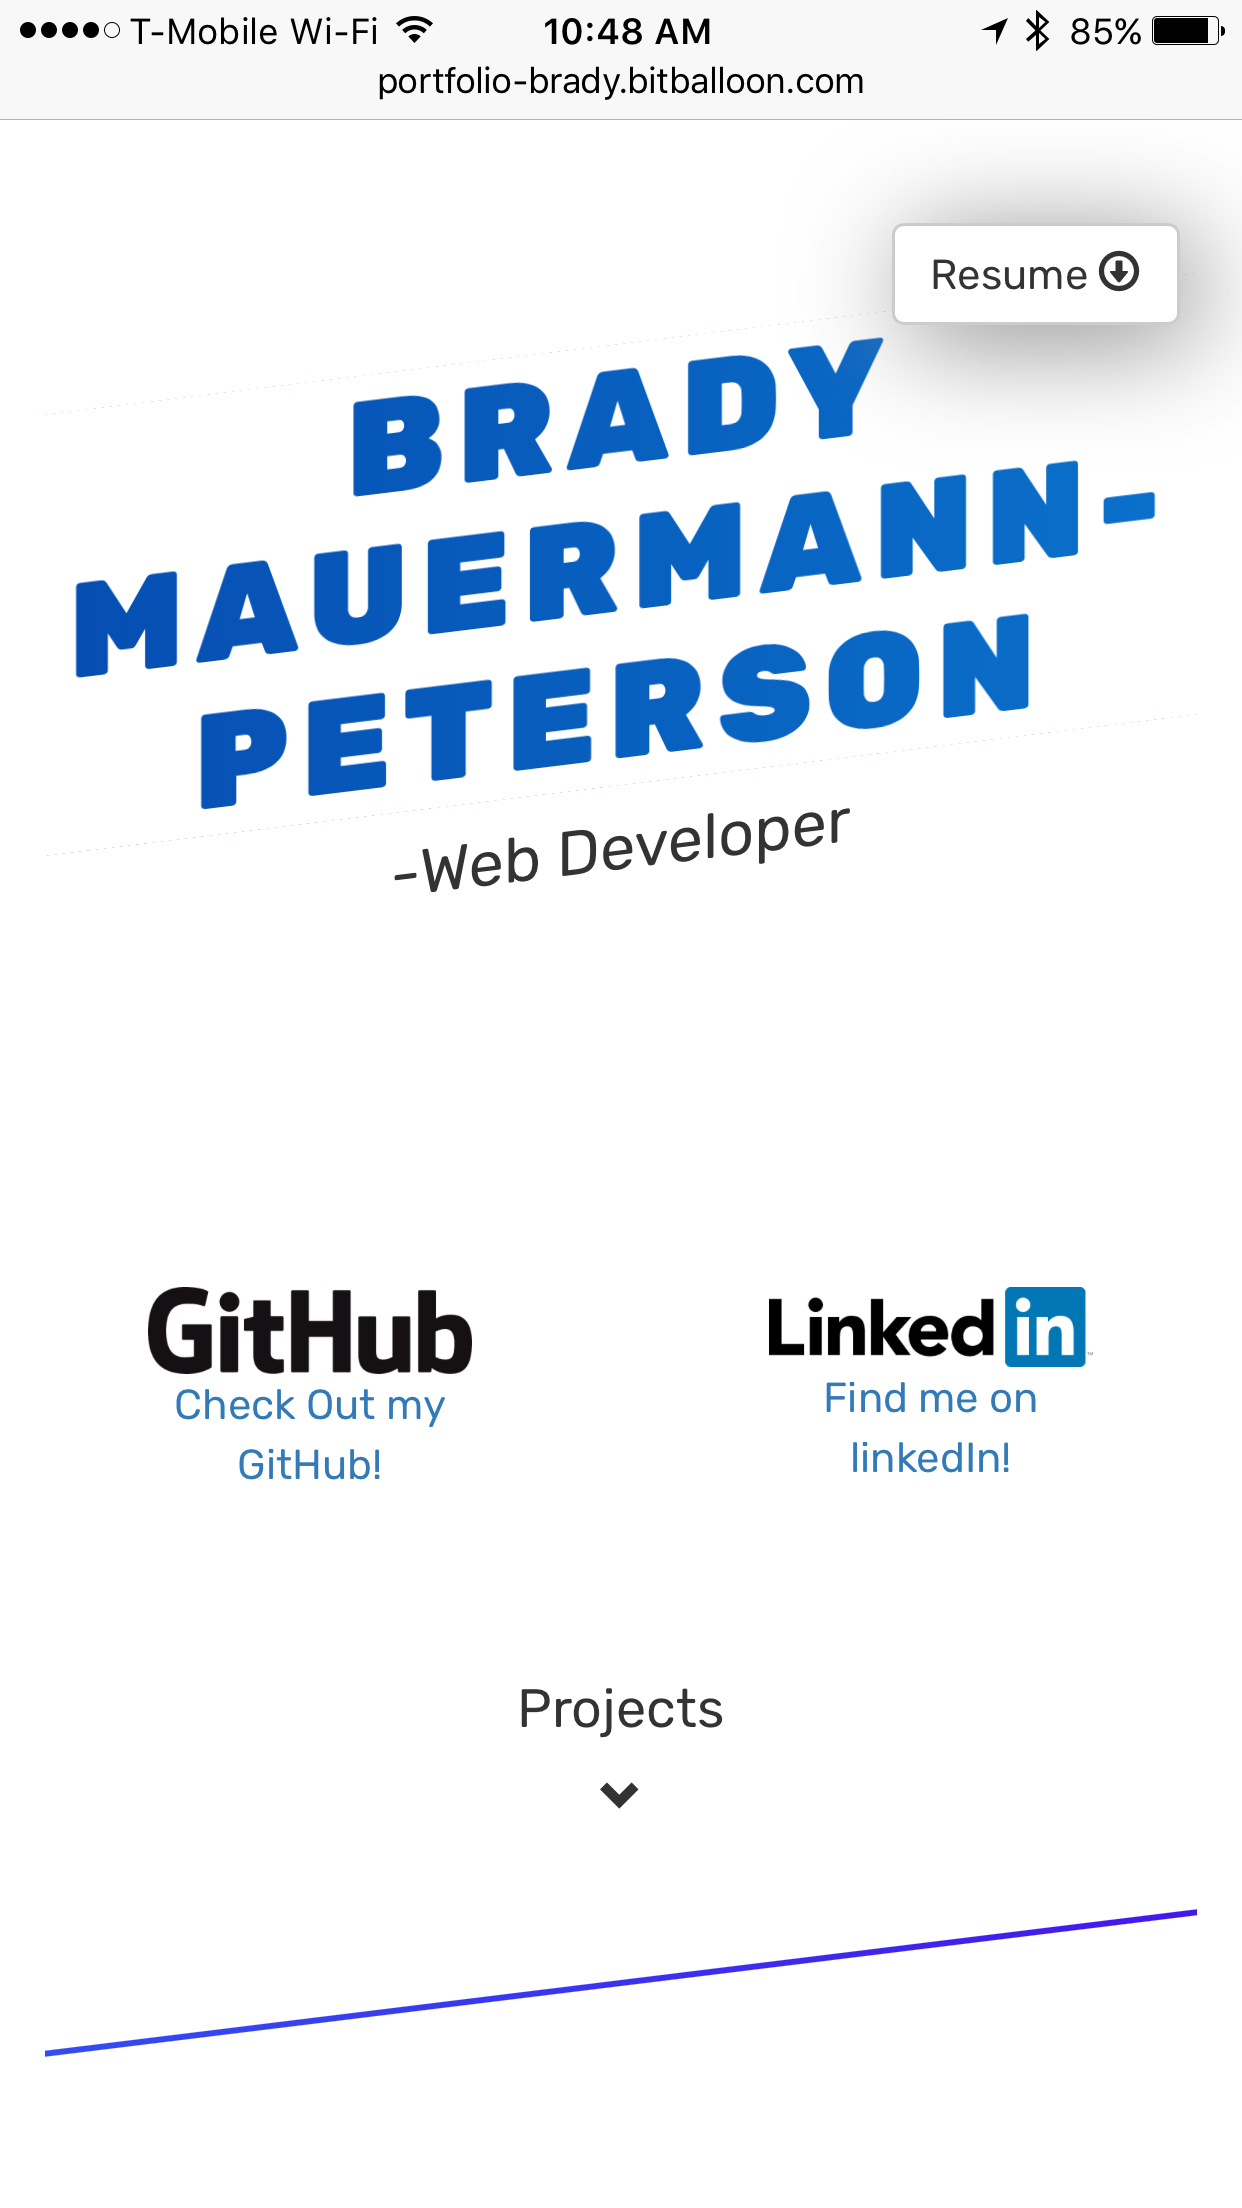 T-Mobile Wi-Fi 10:48 AM 85%
portfolio-brady.bitballoon.com
Resume
BRADY
MAUERMANN-
PETERSON
-Web Developer
GitHub
Check Out my
GitHub!
Linked in
Find me on
linkedIn!
Projects